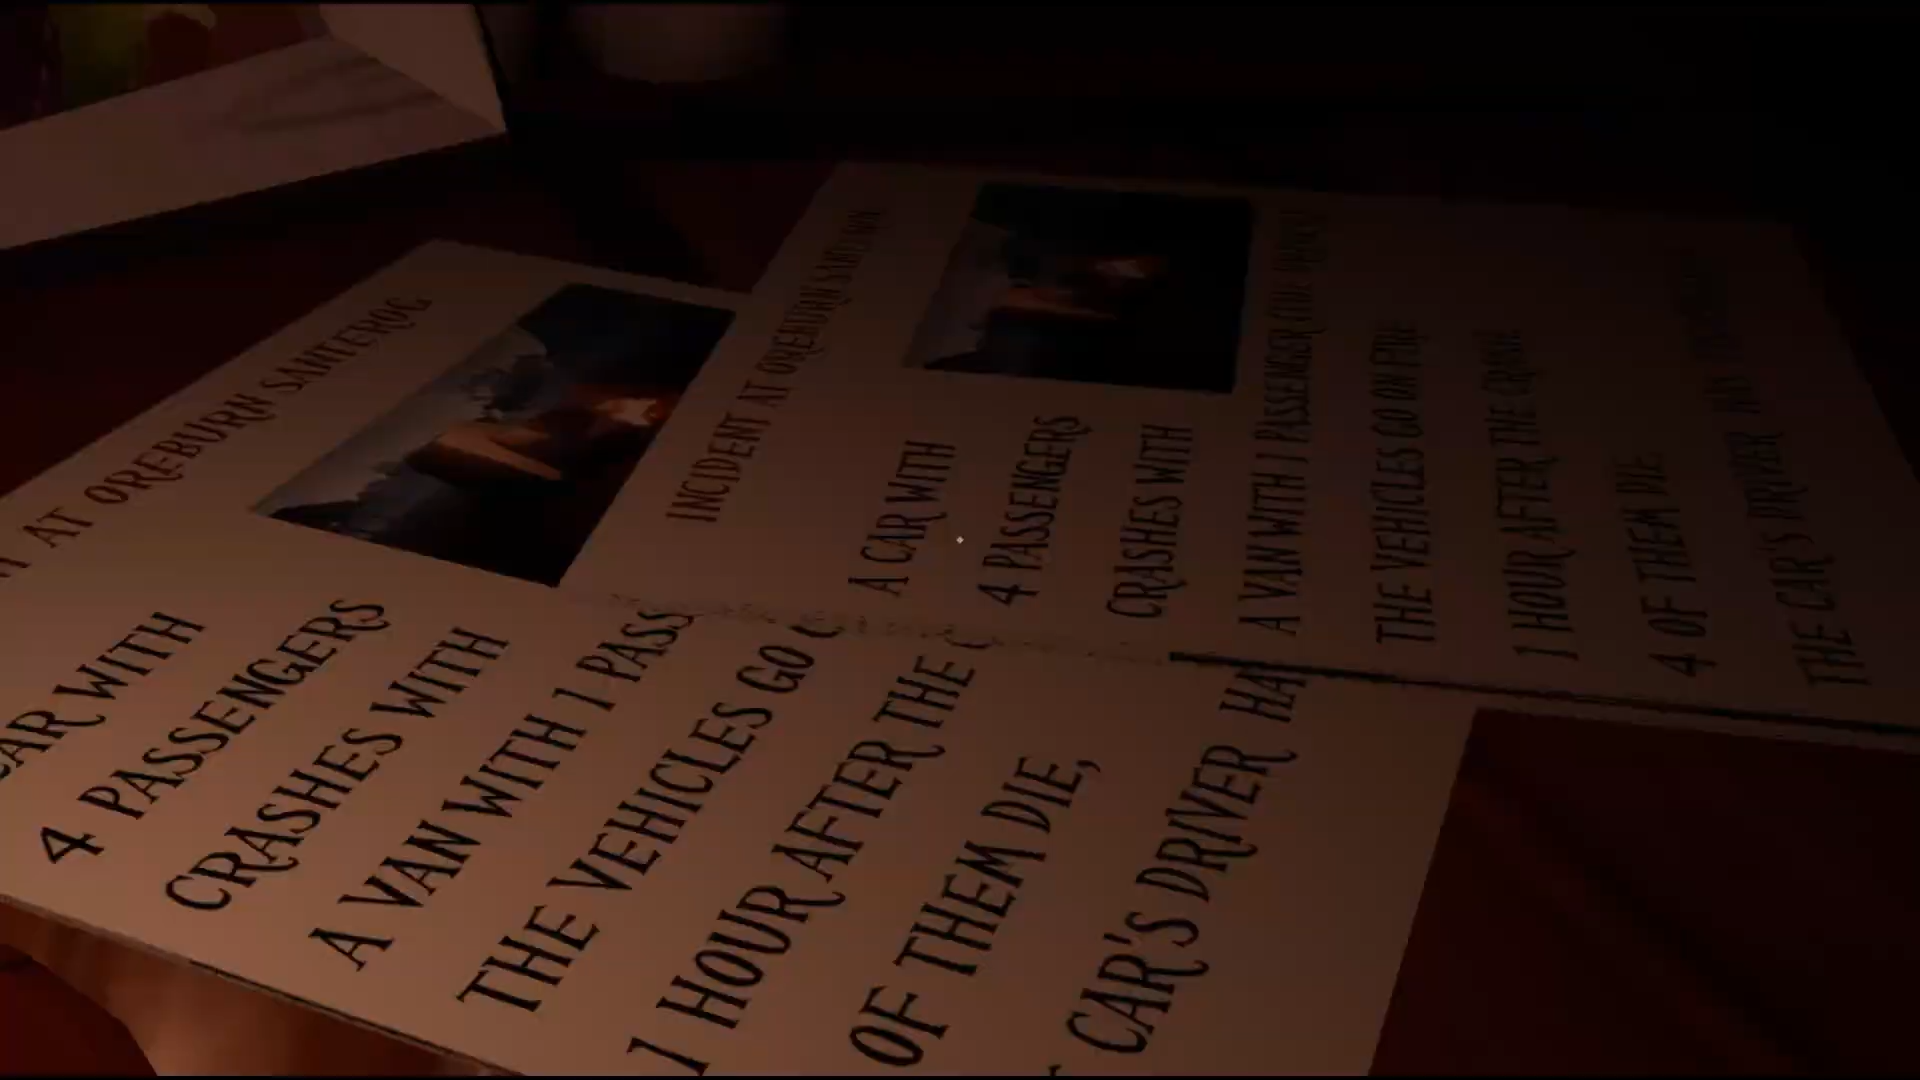 AT OREBURN SANTEROG
CAR WITH
4 PASSENGERS
CRASHES WITH
A VAN WITH 1 PASS
THE VEHICLES GO
1 HOUR AFTER THE
OF THEM DIE,
CAR'S DRIVER HA
INCIDENT AT OREBURN
A CAR WITH
4 PASSENGERS
CRASHES WITH
A VAN WITH 1 PASSENGER
THE VEHICLES GO ON FIRE
1 HOUR AFTER THE CRASH
4 OF THEM DIE
THE CAR'S DRIVER